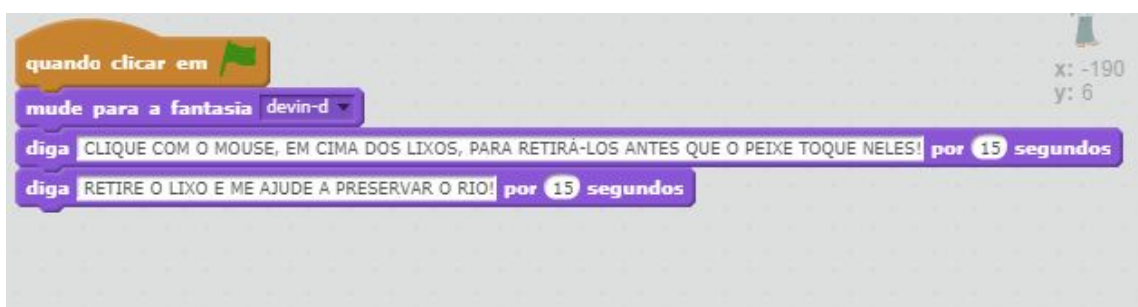 quando clicar em
x: -190
y: 6
mude para a fantasia devin-d
diga CLIQUE COM O MOUSE, EM CIMA DOS LIXOS, PARA RETIRÁ-LOS ANTES QUE O PEIXE TOQUE NELES! por 15 segundos
diga RETIRE O LIXO E ME AJUDE A PRESERVAR O RIO! por 15 segundos